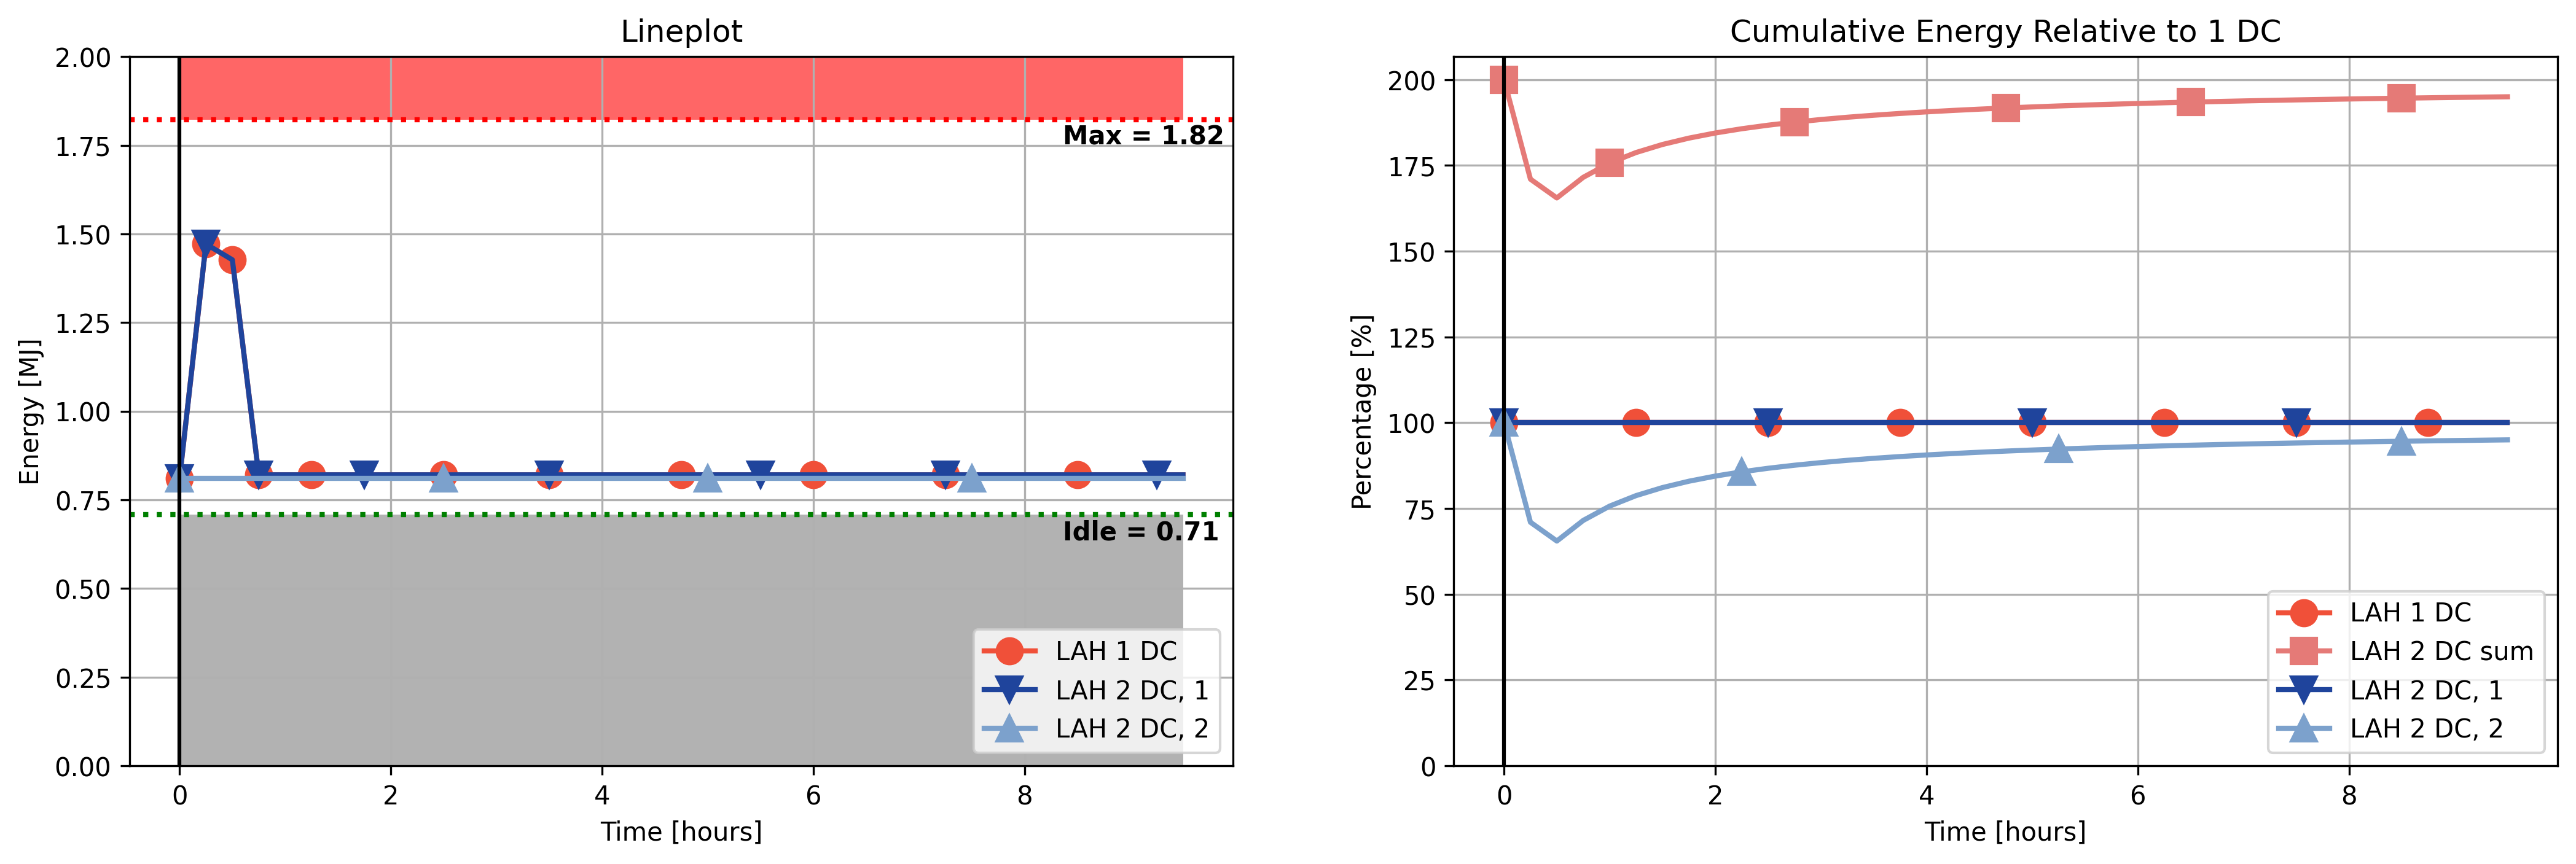 Lineplot
2.00
1.75
1.50
1.25
1.00
0.75
0.50
0.25
0.00
Energy [MJ]
Max = 1.82
Idle = 0.71
LAH 1 DC
LAH 2 DC, 1
LAH 2 DC, 2
0 2 4 6 8
Time [hours]
Cumulative Energy Relative to 1 DC
200
175
150
125
100
75
50
25
0
Percentage [%]
LAH 1 DC
LAH 2 DC sum
LAH 2 DC, 1
LAH 2 DC, 2
0 2 4 6 8
Time [hours]